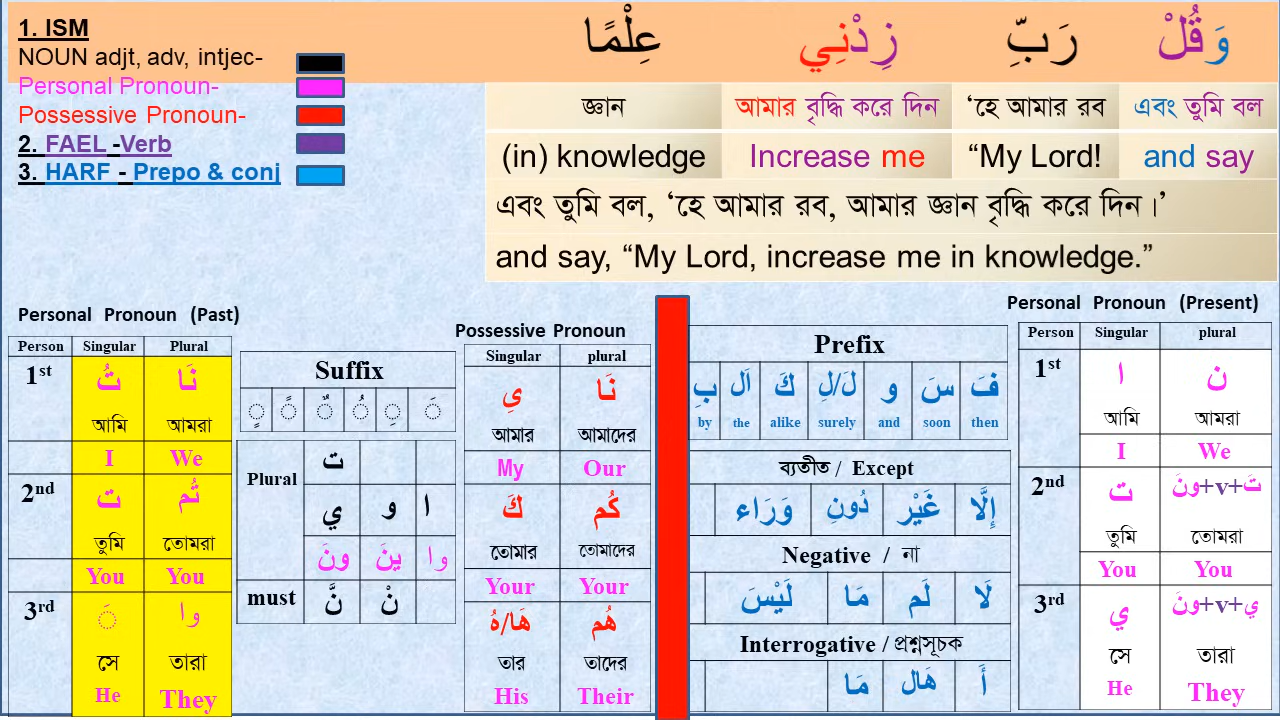 1. ISM
NOUN adjt, adv, intjec-
Personal Pronoun-
Possessive Pronoun-
2. FAEL -Verb
3. HARF - Prepo & conj
وَقُلْ رَبِّ زِدْنِي عِلْمًا
জ্ঞান আমার বৃদ্ধি করে দিন ‘হে আমার রব এবং তুমি বল
(in) knowledge Increase me “My Lord! and say
এবং তুমি বল, ‘হে আমার রব, আমার জ্ঞান বৃদ্ধি করে দিন।’
and say, “My Lord, increase me in knowledge.”
Personal Pronoun (Past)
Person Singular Plural
1st تُ نَا
আমি আমরা
I We
2nd ت تُم
তুমি তোমরা
You You
3rd َ وا
সে তারা
He They
Suffix
ٍ ً ٌ ُ ِ َ
Plural ت
ي و ا
ونَ ينَ وا
must نَّ نْ
Possessive Pronoun
Singular plural
يِ نَا
আমার আমাদের
My Our
كَ كُم
তোমার তোমাদের
Your Your
هَا/هُ هُم
তার তাদের
His Their
Prefix
بِ اَل كَ لَ/لِ و سَ فَ
by the alike surely and soon then
ব্যতীত / Except
وَرَاء دُونِ غَيْر إِلَّا
Negative / না
لَيْسَ مَا لَم لَا
Interrogative / প্রশ্নসূচক
مَا هَال أَ
Personal Pronoun (Present)
Person Singular plural
1st ا ن
আমি আমরা
I We
2nd ت تَ+v+ونَ
তুমি তোমরা
You You
3rd ي ي+v+ونَ
সে তারা
He They